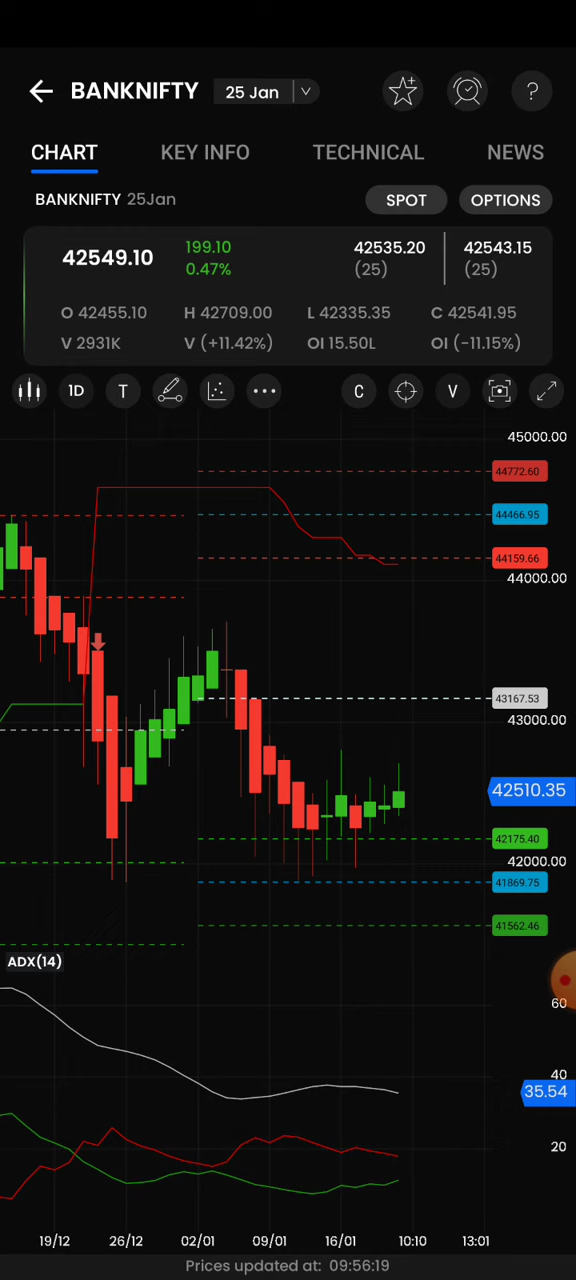 BANKNIFTY 25 Jan
?
CHART KEY INFO TECHNICAL NEWS
BANKNIFTY 25Jan SPOT OPTIONS
42549.10 199.10 0.47% 42535.20 (25) 42543.15 (25)
O 42455.10 H 42709.00 L 42335.35 C 42541.95
V 2931K V (+11.42%) OI 15.50L OI (-11.15%)
1D T C V
45000.00
44772.60
44466.95
44159.66
44000.00
43167.53
43000.00
42510.35
42175.40
42000.00
41869.75
41562.46
ADX(14)
60
40
35.54
20
19/12 26/12 02/01 09/01 16/01 10:10 13:01
Prices updated at: 09:56:19